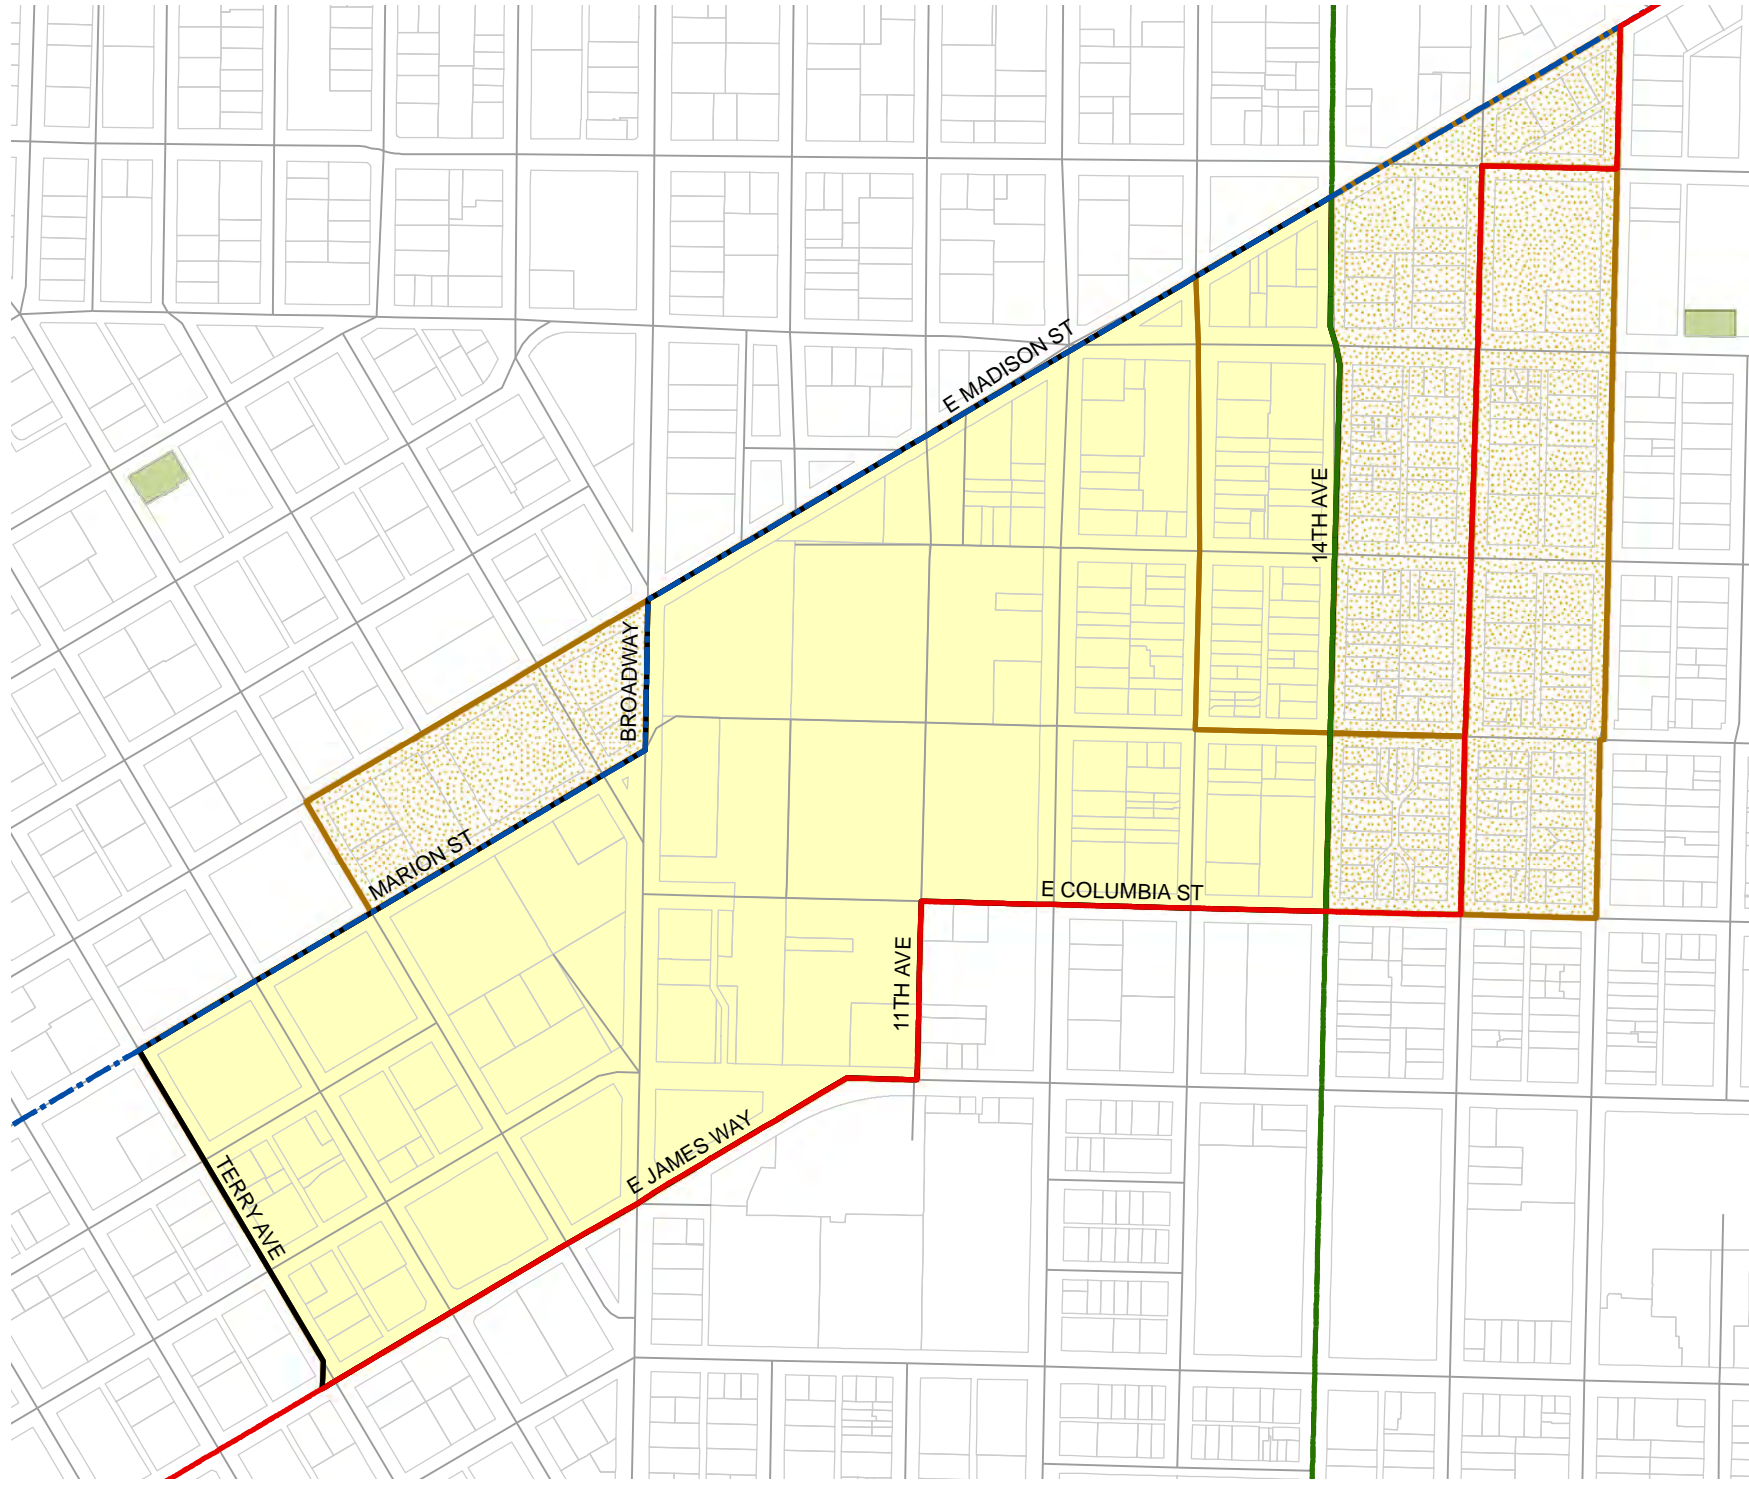 E MADISON ST
14TH AVE
BROADWAY
MARION ST
E COLUMBIA ST
11TH AVE
E JAMES WAY
TERRY AVE